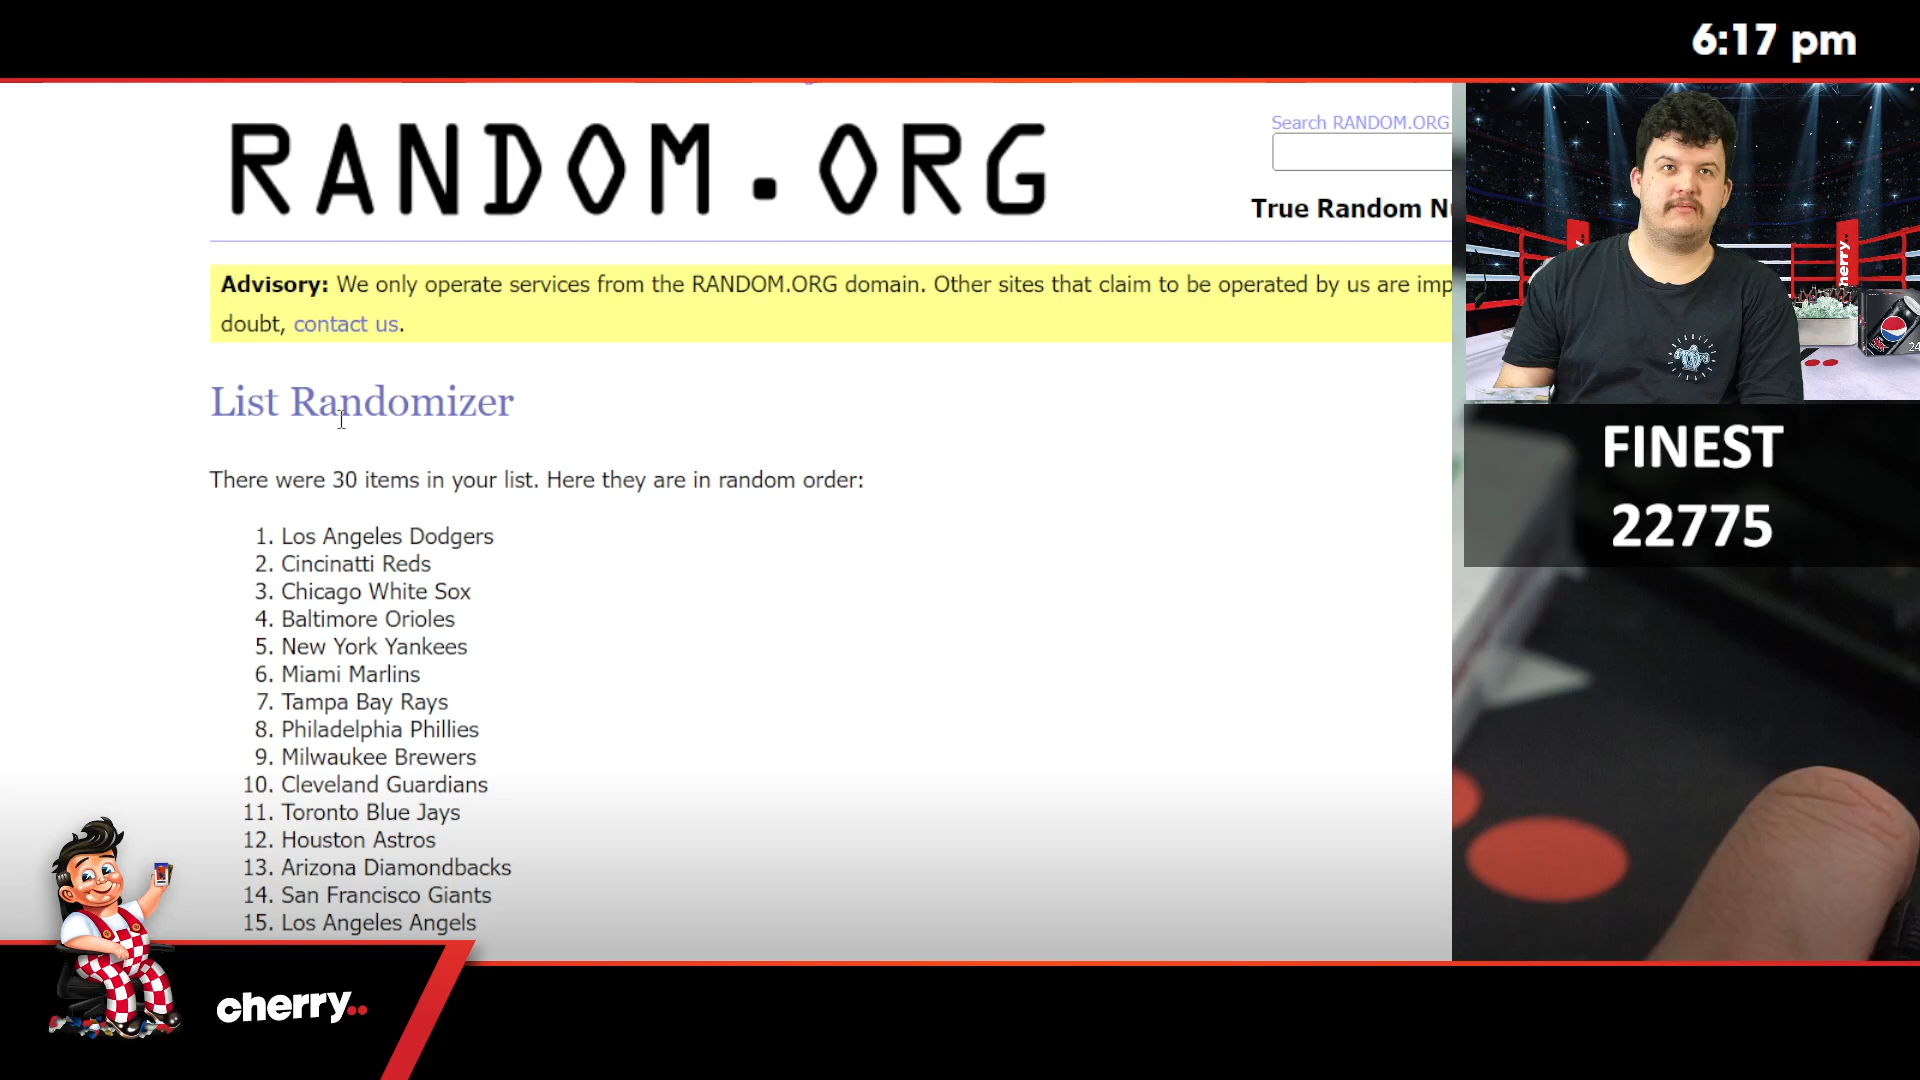 6:17 pm
RANDOM.ORG
Search RANDOM.ORG
True Random N
Advisory: We only operate services from the RANDOM.ORG domain. Other sites that claim to be operated by us are imp
doubt, contact us.
List Randomizer
There were 30 items in your list. Here they are in random order:
1. Los Angeles Dodgers
2. Cincinatti Reds
3. Chicago White Sox
4. Baltimore Orioles
5. New York Yankees
6. Miami Marlins
7. Tampa Bay Rays
8. Philadelphia Phillies
9. Milwaukee Brewers
10. Cleveland Guardians
11. Toronto Blue Jays
12. Houston Astros
13. Arizona Diamondbacks
14. San Francisco Giants
15. Los Angeles Angels
FINEST
22775
cherry..